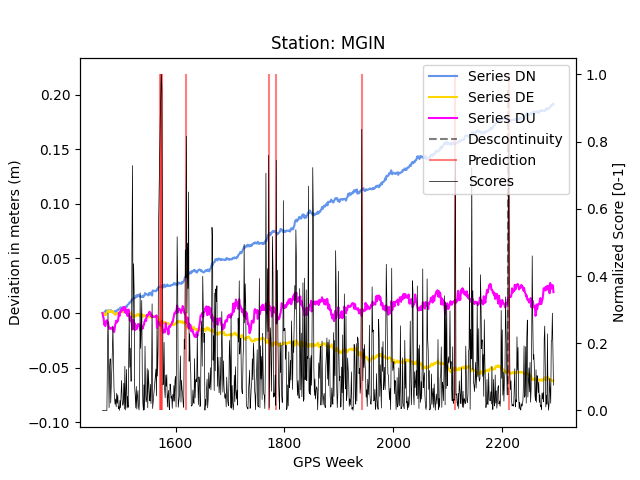 Station: MGIN
Series DN
Series DE
Series DU
Descontinuity
Prediction
Scores
Deviation in meters (m)
0.20
0.15
0.10
0.05
0.00
−0.05
−0.10
1.0
0.8
0.6
0.4
0.2
0.0
Normalized Score [0-1]
1600
1800
2000
2200
GPS Week